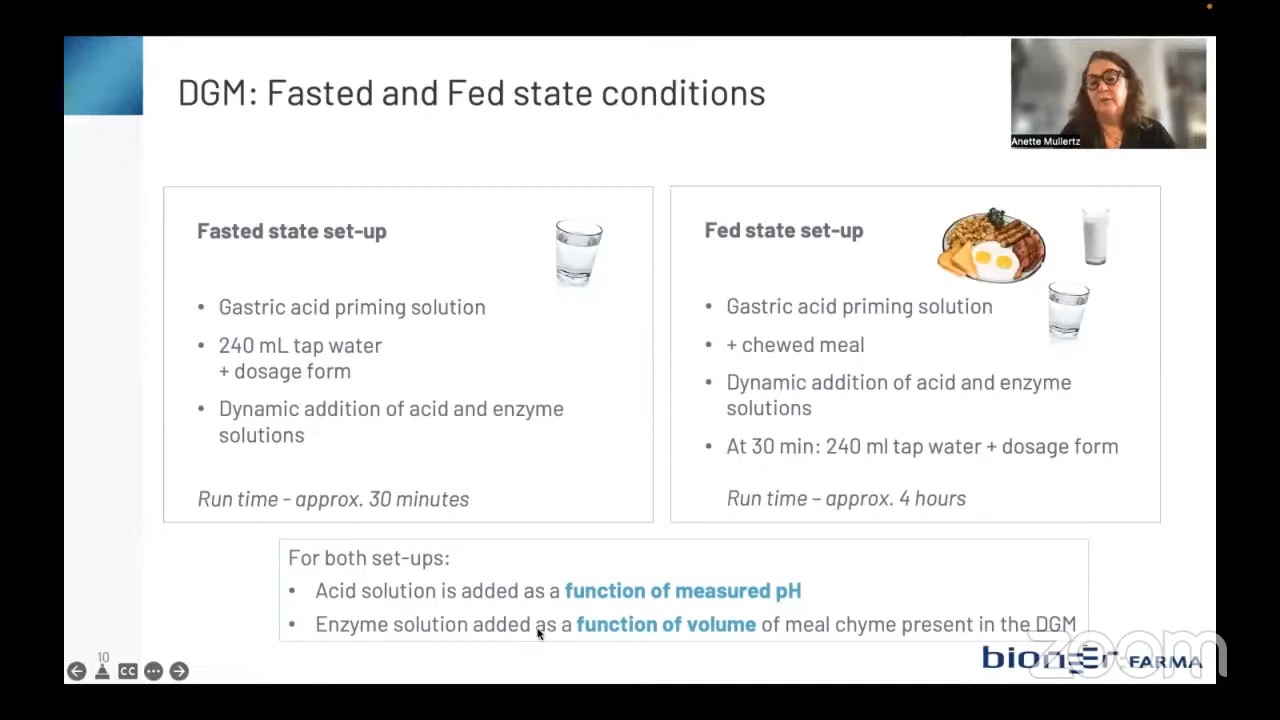 DGM: Fasted and Fed state conditions
Anette Mullertz
Fasted state set-up
• Gastric acid priming solution
• 240 mL tap water
+ dosage form
• Dynamic addition of acid and enzyme
solutions
Run time - approx. 30 minutes
Fed state set-up
• Gastric acid priming solution
• + chewed meal
• Dynamic addition of acid and enzyme
solutions
• At 30 min: 240 ml tap water + dosage form
Run time – approx. 4 hours
For both set-ups:
• Acid solution is added as a function of measured pH
• Enzyme solution added as a function of volume of meal chyme present in the DGM
10
CC
bioneer FARMA
zoom